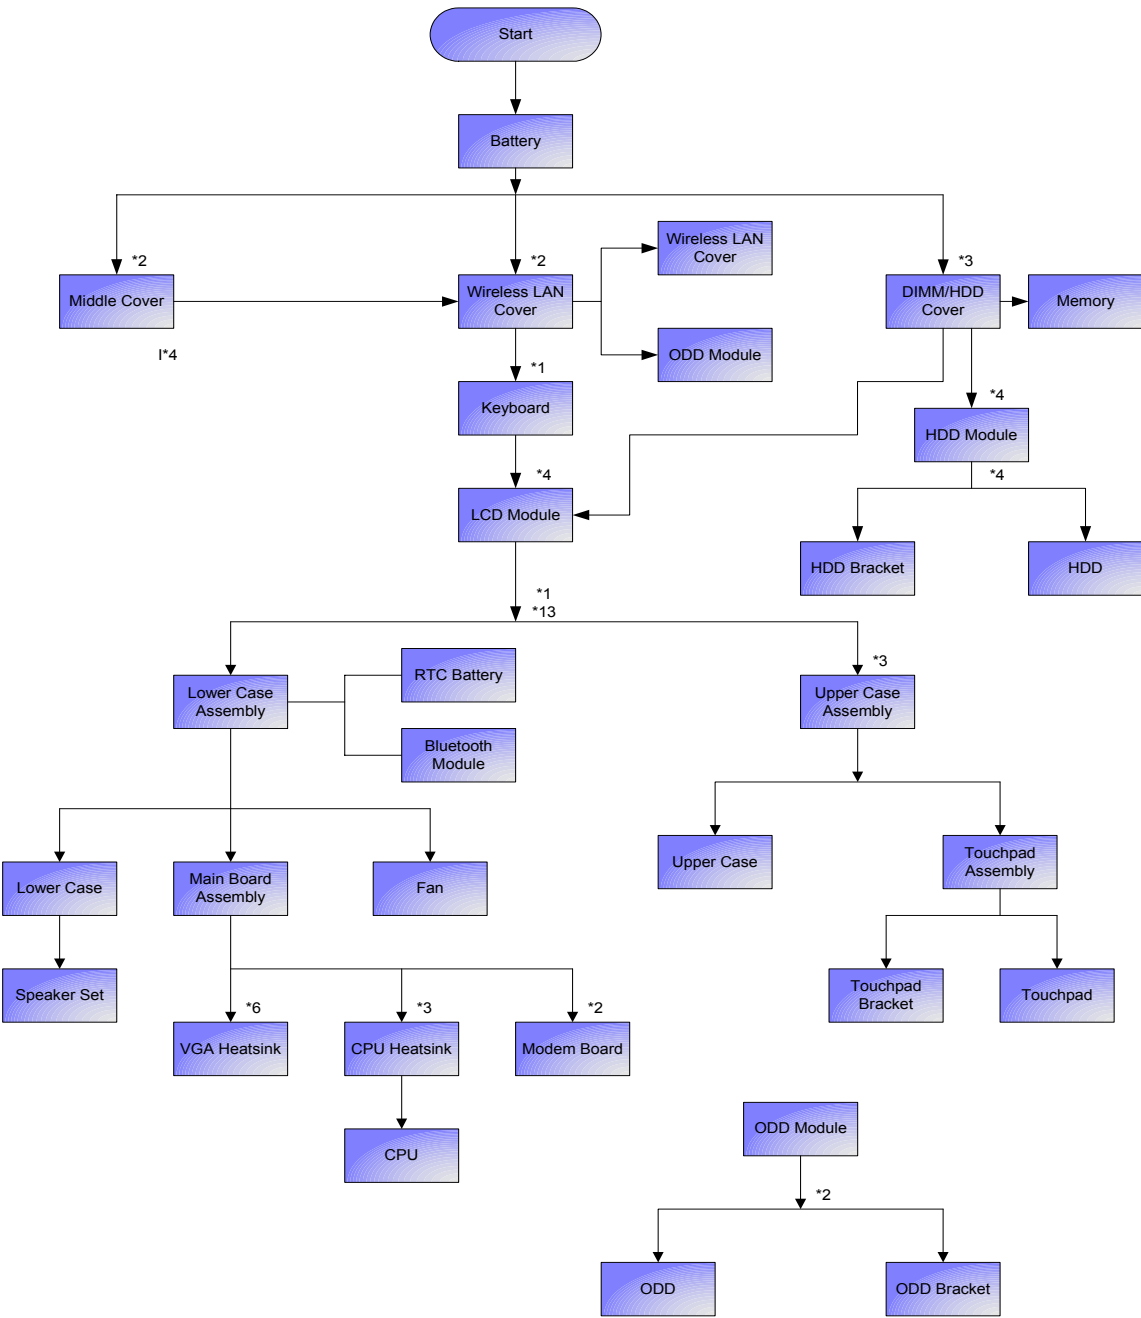 Start
Battery
*2
*2
*3
Wireless LAN
Cover
Middle Cover
Wireless LAN
Cover
DIMM/HDD
Cover
Memory
I*4
*1
ODD Module
Keyboard
*4
HDD Module
*4
*4
LCD Module
HDD Bracket
HDD
*1
*13
*3
RTC Battery
Lower Case
Assembly
Upper Case
Assembly
Bluetooth
Module
Lower Case
Main Board
Assembly
Fan
Upper Case
Touchpad
Assembly
Speaker Set
Touchpad
Bracket
Touchpad
*6
*3
*2
VGA Heatsink
CPU Heatsink
Modem Board
ODD Module
CPU
*2
ODD
ODD Bracket